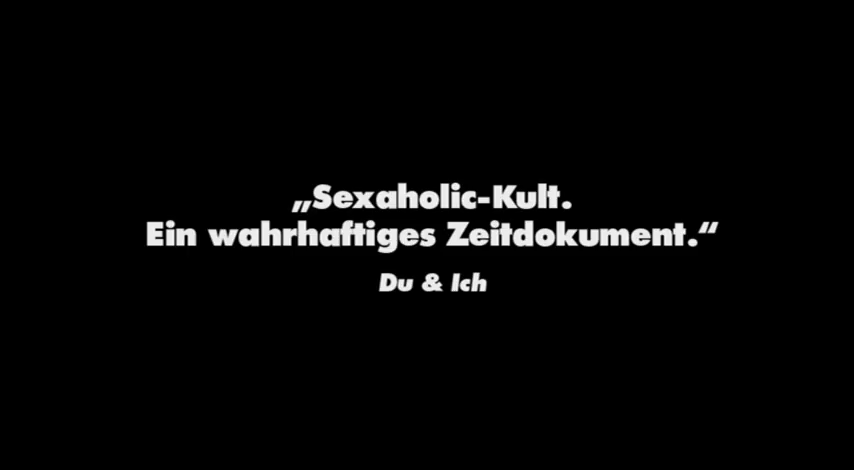 „Sexaholic-Kult.
Ein wahrhaftiges Zeitdokument.“
Du & Ich